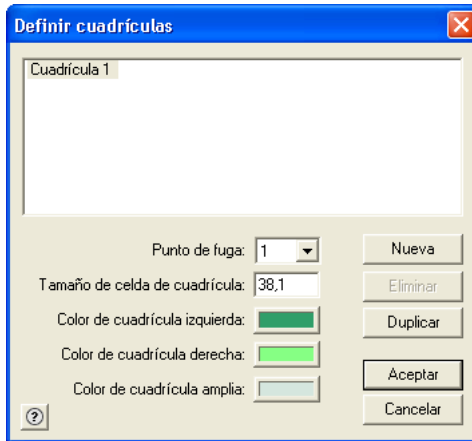 Definir cuadrículas
Cuadrícula 1
Punto de fuga: 1
Nueva
Tamaño de celda de cuadrícula: 38,1
Eliminar
Color de cuadrícula izquierda:
Duplicar
Color de cuadrícula derecha:
Color de cuadrícula amplia:
Aceptar
Cancelar
?